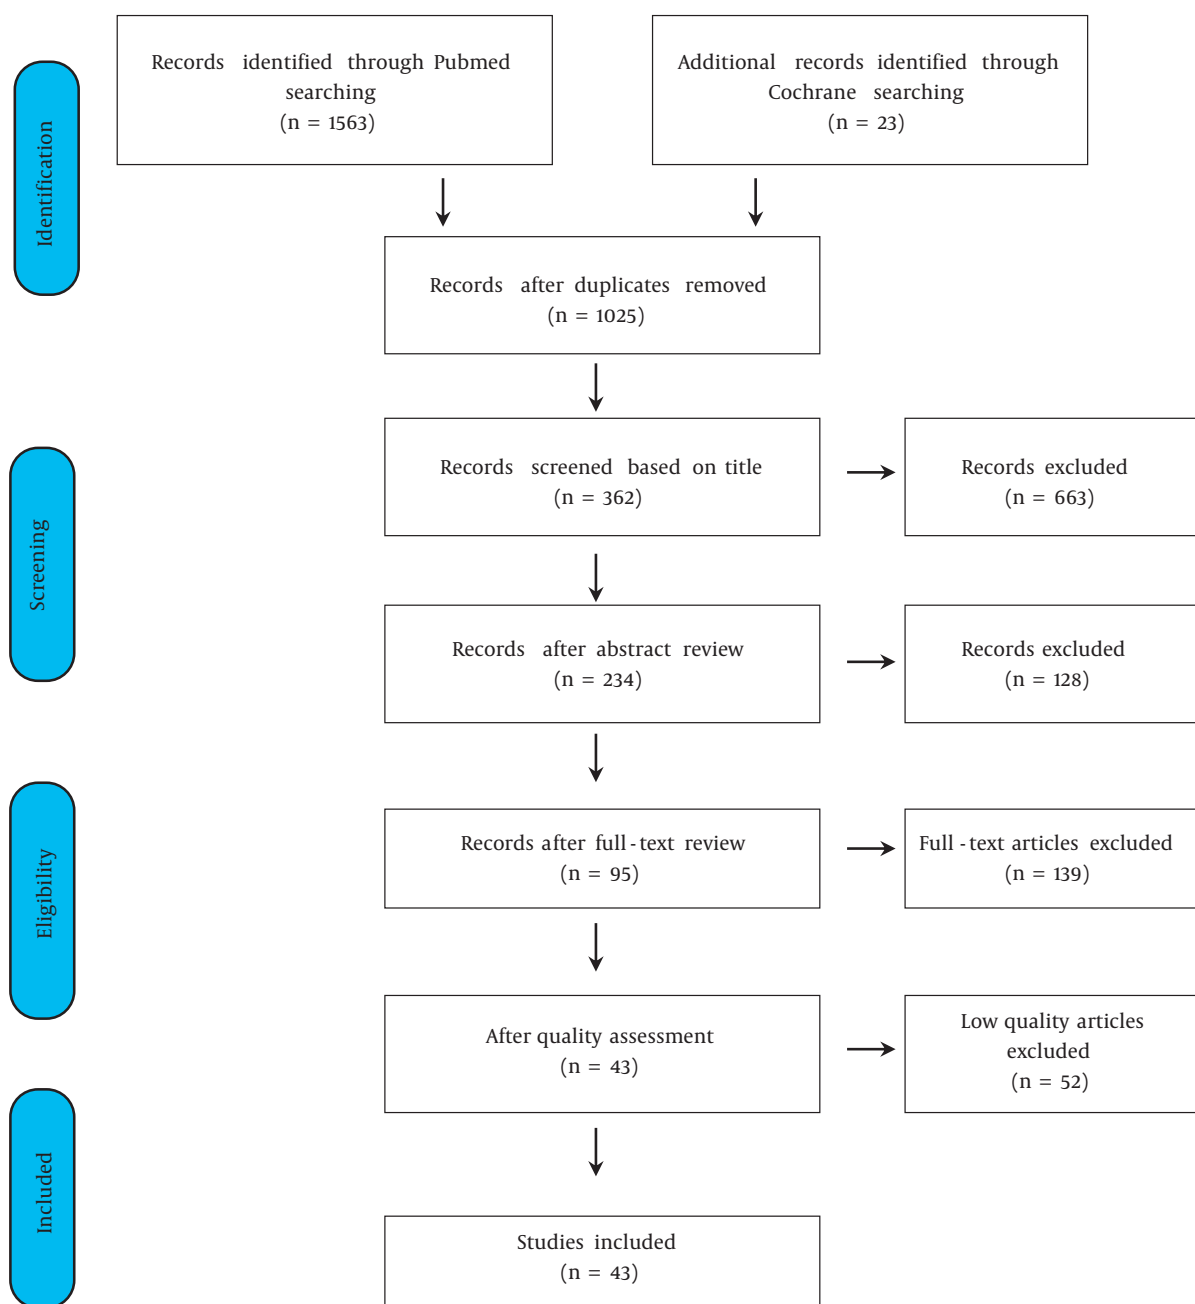 Identification
Records identified through Pubmed
searching
(n = 1563)
Additional records identified through
Cochrane searching
(n = 23)
Records after duplicates removed
(n = 1025)
Screening
Records screened based on title
(n = 362)
Records excluded
(n = 663)
Records after abstract review
(n = 234)
Records excluded
(n = 128)
Eligibility
Records after full-text review
(n = 95)
Full-text articles excluded
(n = 139)
After quality assessment
(n = 43)
Low quality articles
excluded
(n = 52)
Included
Studies included
(n = 43)